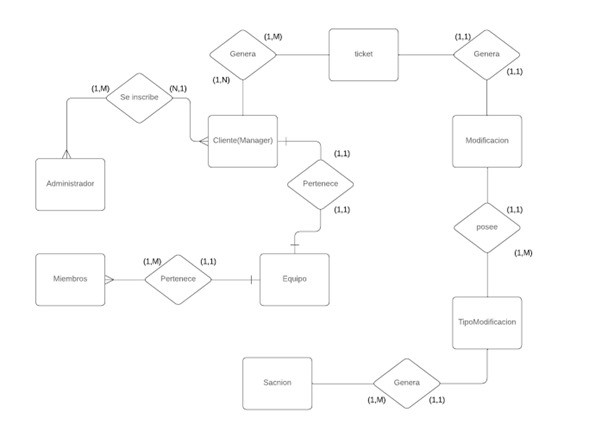 (1,M)
(1,1)
Genera
ticket
Genera
(1,N)
(1,1)
(1,M)
(N,1)
Se inscribe
Cliente(Manager)
Modificacion
(1,1)
Administrador
Pertenece
(1,1)
(1,1)
posee
(1,M)
(1,M)
(1,1)
Miembros
Pertenece
Equipo
TipoModificacion
Sacnion
Genera
(1,M)
(1,1)